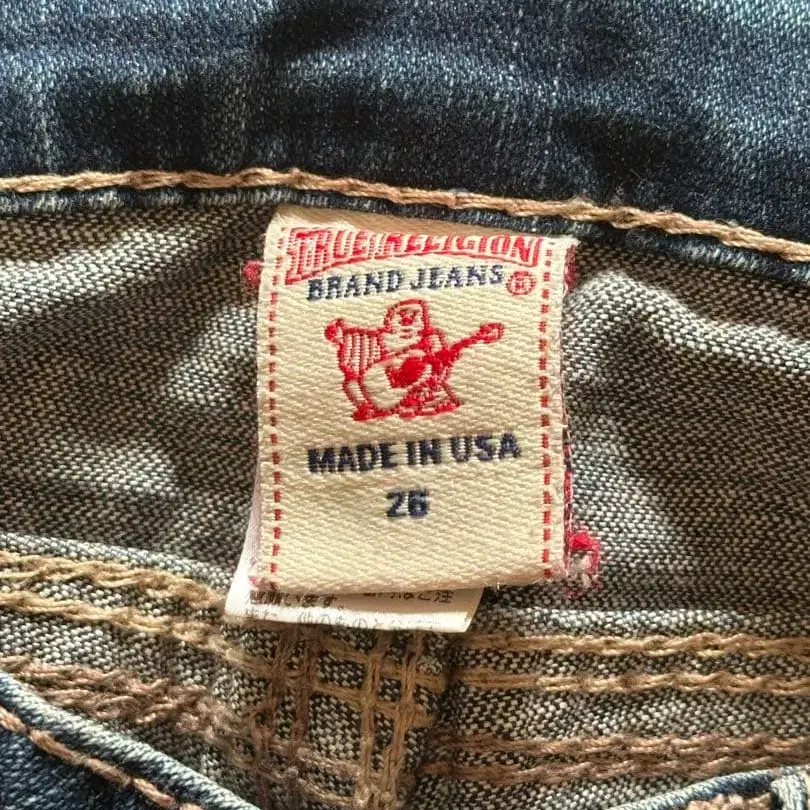 TRUE RELIGION
BRAND JEANS ®
MADE IN USA
26